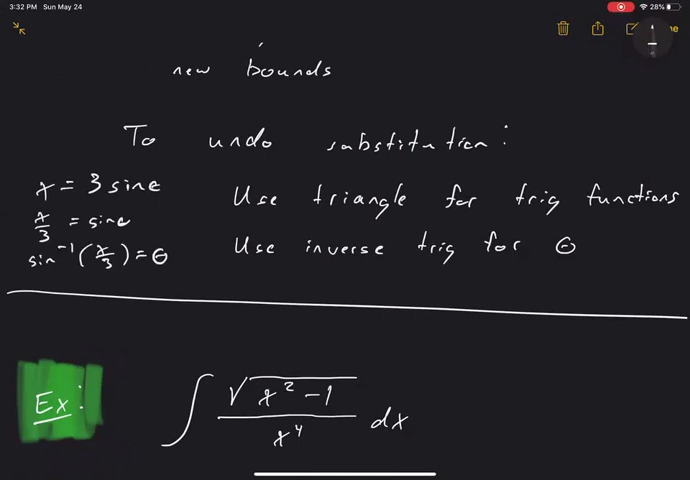 3:32 PM Sun May 24
28%
new bounds
To undo substitution:
x = 3 sinθ
Use triangle for trig functions
x/3 = sinθ
sin⁻¹(x/3) = θ
Use inverse trig for θ
Ex:
∫ √(x² - 1) / x⁴ dx